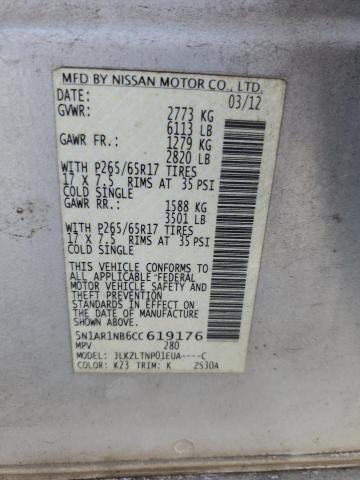 MFD BY NISSAN MOTOR CO., LTD.
DATE: 03/12
GVWR: 2773 KG
6113 LB
GAWR FR.: 1279 KG
2820 LB
WITH P265/65R17 TIRES
17 X 7.5 RIMS AT 35 PSI
COLD SINGLE
GAWR RR.: 1588 KG
3501 LB
WITH P265/65R17 TIRES
17 X 7.5 RIMS AT 35 PSI
COLD SINGLE
THIS VEHICLE CONFORMS TO
ALL APPLICABLE FEDERAL
MOTOR VEHICLE SAFETY
STANDARDS IN EFFECT ON
THE DATE OF MANUFACTURE
SHOWN ABOVE.
5N1AR1NB6CC619176
MPV 280
MODEL: JLKZLTNP01EUA----C
COLOR: K23 TRIM: K ZS30A